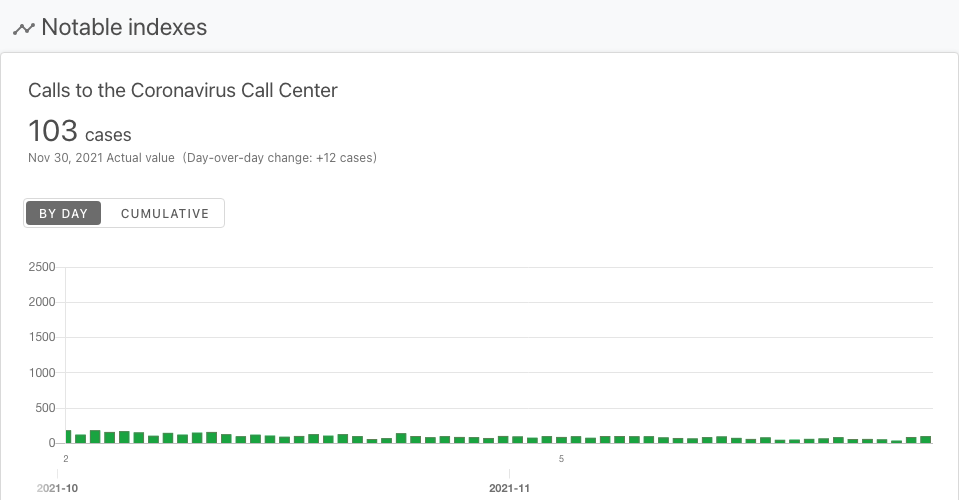 Notable indexes
Calls to the Coronavirus Call Center
103 cases
Nov 30, 2021 Actual value (Day-over-day change: +12 cases)
BY DAY CUMULATIVE
2500
2000
1500
1000
500
0
2 5
2021-10 2021-11